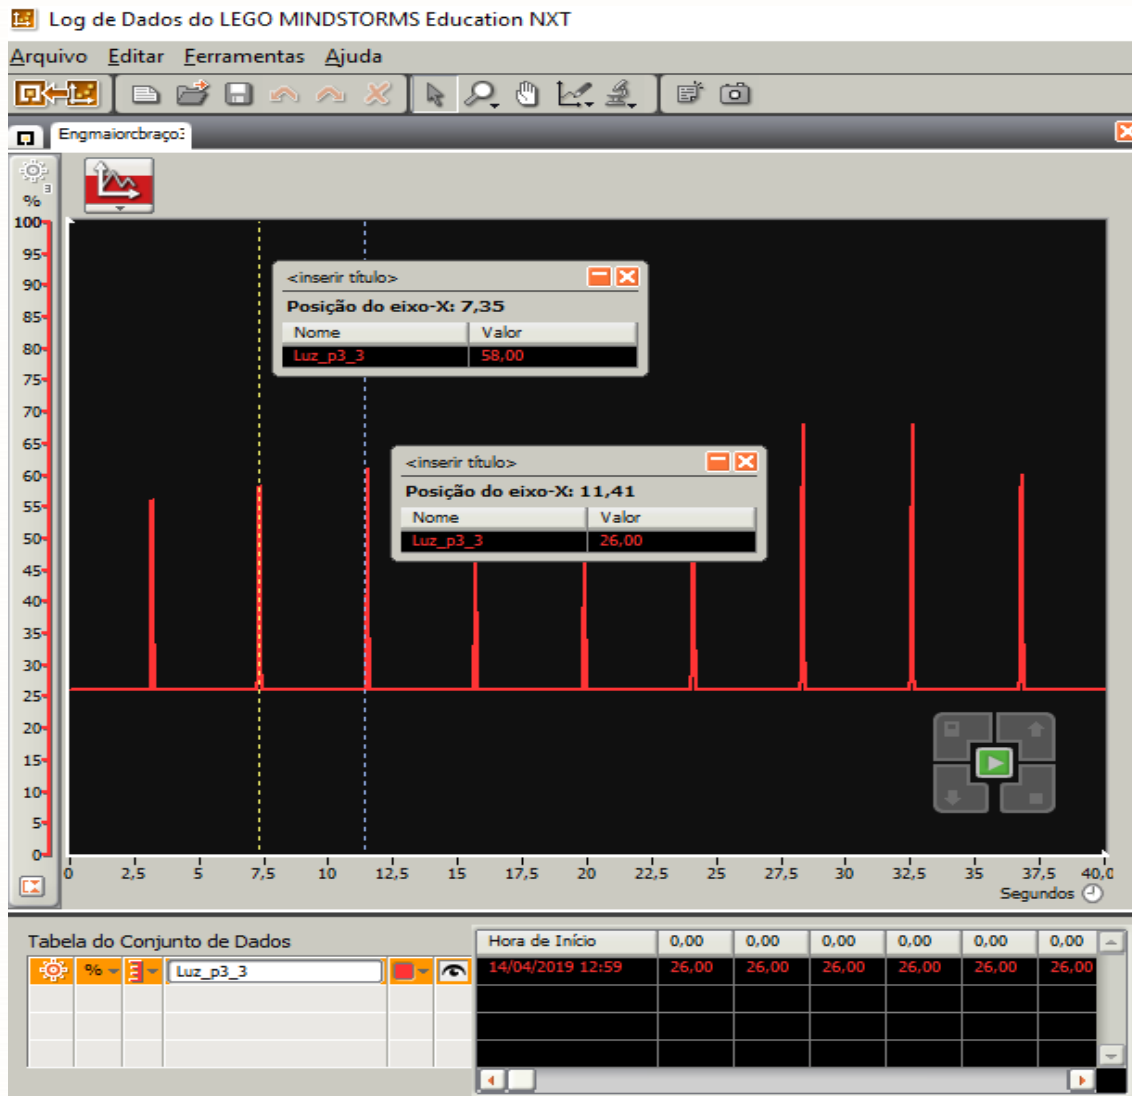 Log de Dados do LEGO MINDSTORMS Education NXT
Arquivo Editar Ferramentas Ajuda
Engmaiorcbraço3
3
%
100
95
90
85
80
75
70
65
60
55
50
45
40
35
30
25
20
15
10
5
0
<inserir título>
Posição do eixo-X: 7,35
Nome Valor
Luz_p3_3 58,00
<inserir título>
Posição do eixo-X: 11,41
Nome Valor
Luz_p3_3 26,00
0 2,5 5 7,5 10 12,5 15 17,5 20 22,5 25 27,5 30 32,5 35 37,5 40,0
Segundos
Tabela do Conjunto de Dados
Hora de Início 0,00 0,00 0,00 0,00 0,00 0,00
% Luz_p3_3 14/04/2019 12:59 26,00 26,00 26,00 26,00 26,00 26,00